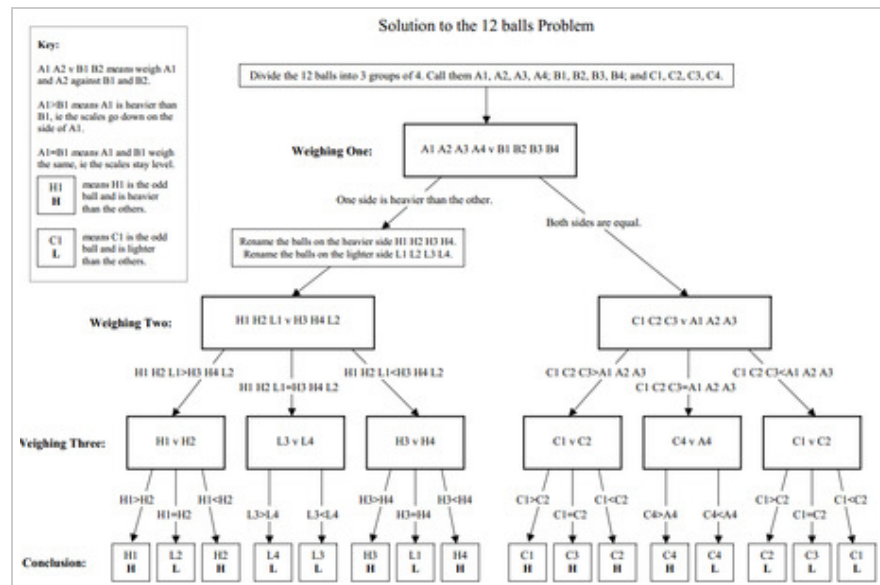 Solution to the 12 balls Problem
Key:
A1 A2 v B1 B2 means weigh A1
and A2 against B1 and B2.
A1>B1 means A1 is heavier than
B1, ie the scales go down on the
side of A1.
A1=B1 means A1 and B1 weigh
the same, ie the scales stay level.
H1
H
means H1 is the odd
ball and is heavier
than the others.
C1
L
means C1 is the odd
ball and is lighter
than the others.
Divide the 12 balls into 3 groups of 4. Call them A1, A2, A3, A4; B1, B2, B3, B4; and C1, C2, C3, C4.
Weighing One:
A1 A2 A3 A4 v B1 B2 B3 B4
One side is heavier than the other.
Both sides are equal.
Rename the balls on the heavier side H1 H2 H3 H4.
Rename the balls on the lighter side L1 L2 L3 L4.
Weighing Two:
H1 H2 L1 v H3 H4 L2
C1 C2 C3 v A1 A2 A3
H1 H2 L1>H3 H4 L2
H1 H2 L1=H3 H4 L2
H1 H2 L1<H3 H4 L2
C1 C2 C3>A1 A2 A3
C1 C2 C3=A1 A2 A3
C1 C2 C3<A1 A2 A3
Weighing Three:
H1 v H2
L3 v L4
H3 v H4
C1 v C2
C4 v A4
C1 v C2
H1>H2
H1=H2
H1<H2
L3>L4
L3<L4
H3>H4
H3=H4
H3<H4
C1>C2
C1=C2
C1<C2
C4>A4
C4<A4
C1>C2
C1=C2
C1<C2
Conclusion:
H1
H
L2
L
H2
H
L4
L
L3
L
H3
H
L1
L
H4
H
C1
H
C3
H
C2
H
C4
H
C4
L
C2
L
C3
L
C1
L